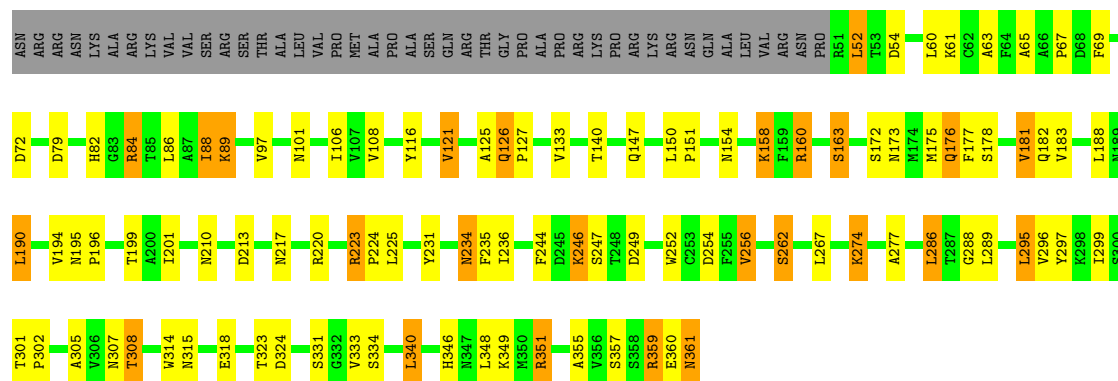 ASN ARG ARG ASN LYS ALA ARG LYS VAL VAL SER ARG SER THR ALA LEU VAL PRO MET ALA PRO ALA SER GLN ARG THR GLY PRO ALA PRO ARG LYS PRO ARG LYS ARG ASN GLN ALA LEU VAL ARG ASN PRO R51 L52 T53 D54 L60 K61 C62 A63 F64 A65 A66 P67 D68 F69
D72 D79 H82 G83 R84 T85 L86 A87 I88 K89 V97 N101 I106 V107 V108 Y116 V121 A125 Q126 P127 V133 T140 Q147 L150 P151 N154 K158 F159 R160 S163 S172 N173 M174 M175 Q176 F177 S178 V181 Q182 V183 L188 N189
L190 V194 N195 P196 T199 A200 I201 N210 D213 N217 R220 R223 P224 L225 Y231 N234 F235 I236 F244 D245 K246 S247 T248 D249 W252 C253 D254 F255 V256 S262 L267 K274 A277 L286 T287 G288 L289 L295 V296 Y297 K298 I299 S300
T301 P302 A305 V306 N307 T308 W314 N315 E318 T323 D324 S331 G332 V333 S334 L340 H346 N347 L348 K349 M350 R351 A355 V356 S357 S358 R359 E360 N361